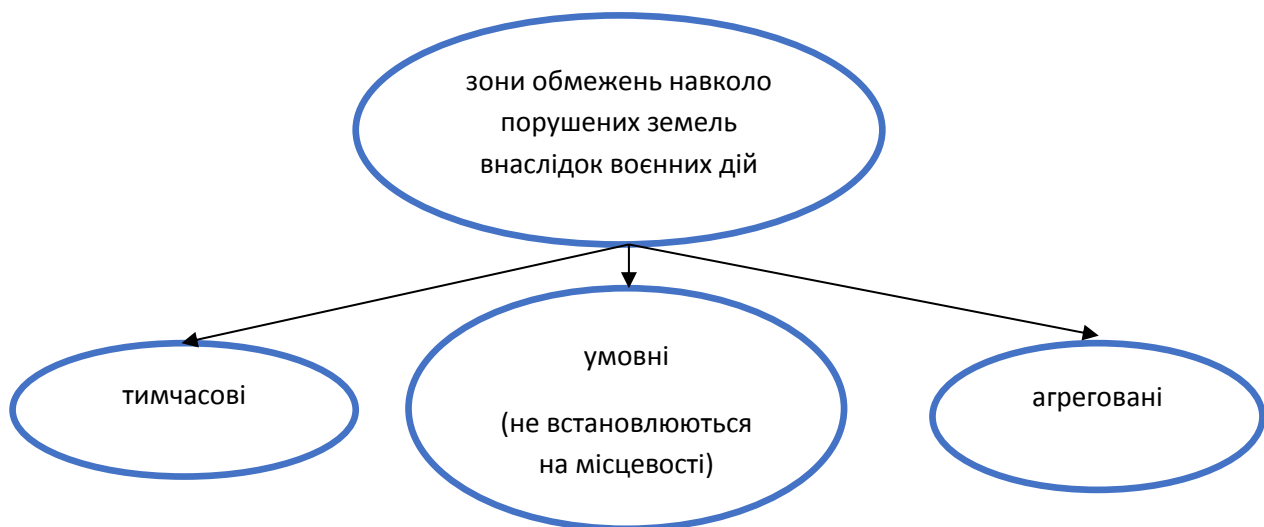 зони обмежень навколо
порушених земель
внаслідок воєнних дій
тимчасові
умовні
(не встановлюються
на місцевості)
агреговані